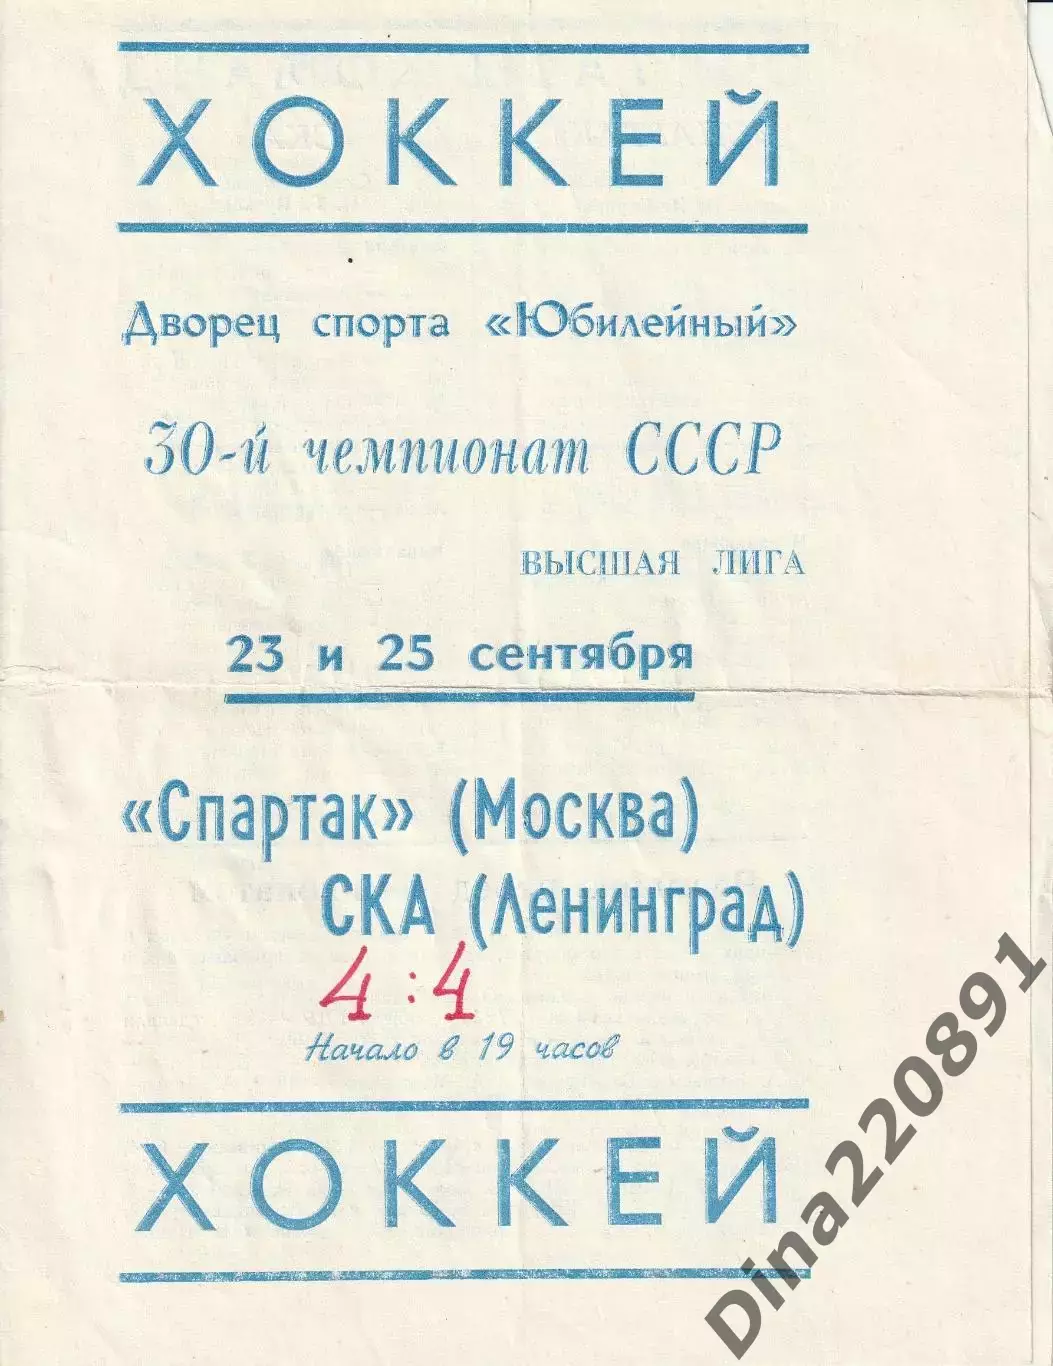 ХОККЕЙ
Дворец спорта «Юбилейный»
30-й чемпионат СССР
ВЫСШАЯ ЛИГА
23 и 25 сентября
«Спартак» (Москва)
СКА (Ленинград)
4:4
Начало в 19 часов
ХОККЕЙ
Dina220891